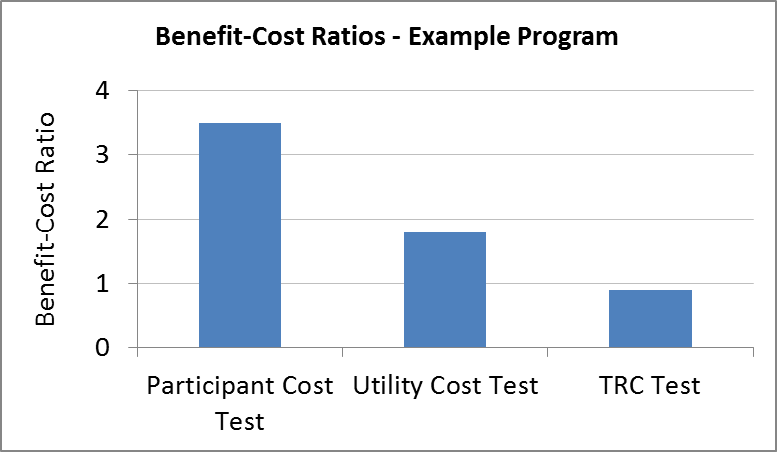 Benefit-Cost Ratios - Example Program
Benefit-Cost Ratio
4
3
2
1
0
Participant Cost
Test
Utility Cost Test
TRC Test